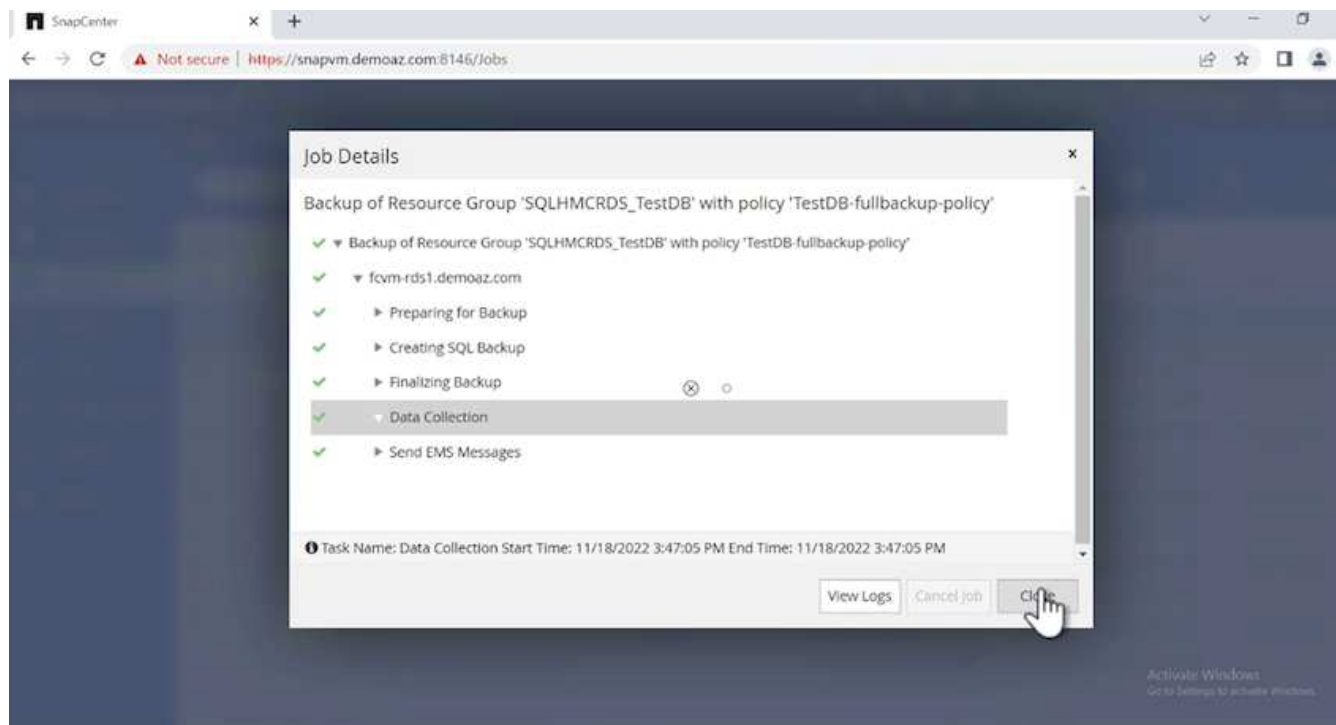 SnapCenter
Not secure | https://snapvm.demoaz.com:8146/Jobs
Job Details
Backup of Resource Group 'SQLHMCRDS_TestDB' with policy 'TestDB-fullbackup-policy'
Backup of Resource Group 'SQLHMCRDS_TestDB' with policy 'TestDB-fullbackup-policy'
fcvm-rds1.demoaz.com
Preparing for Backup
Creating SQL Backup
Finalizing Backup
Data Collection
Send EMS Messages
Task Name: Data Collection Start Time: 11/18/2022 3:47:05 PM End Time: 11/18/2022 3:47:05 PM
View Logs
Cancel Job
Close
Activate Windows
Go to Settings to activate Windows.